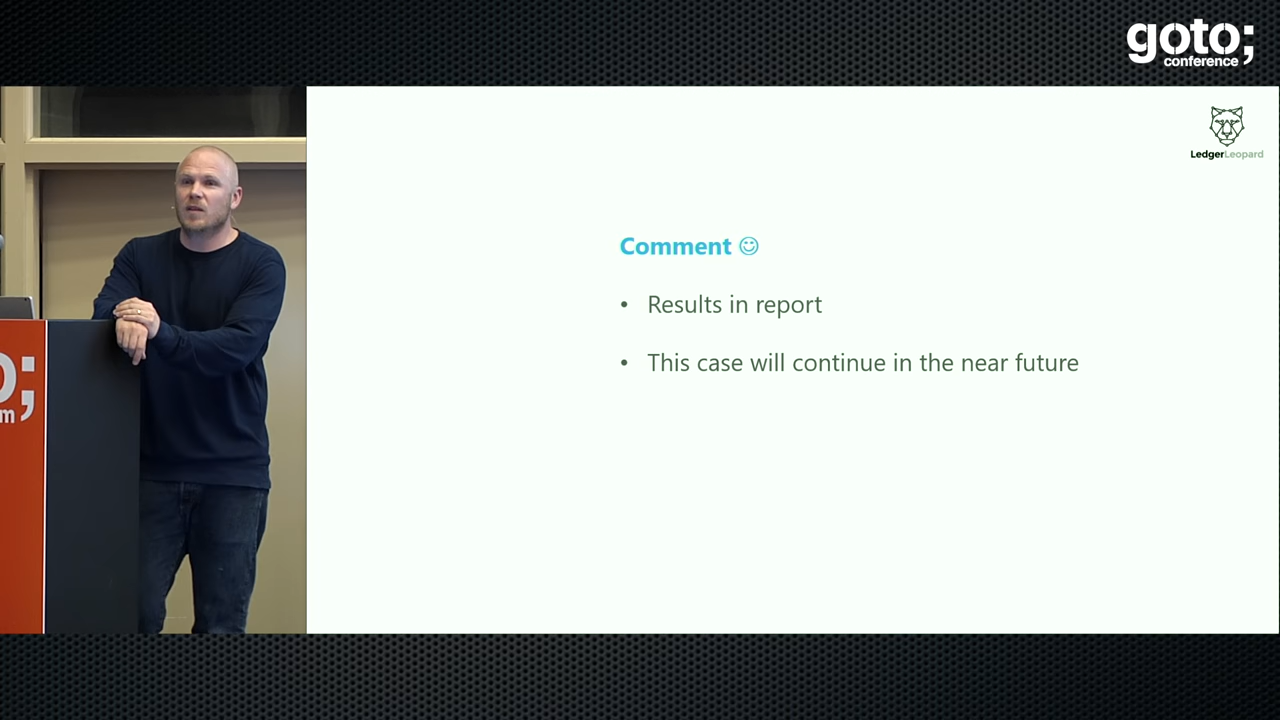 goto;
conference
LedgerLeopard
Comment ☺
• Results in report
• This case will continue in the near future
o;
m